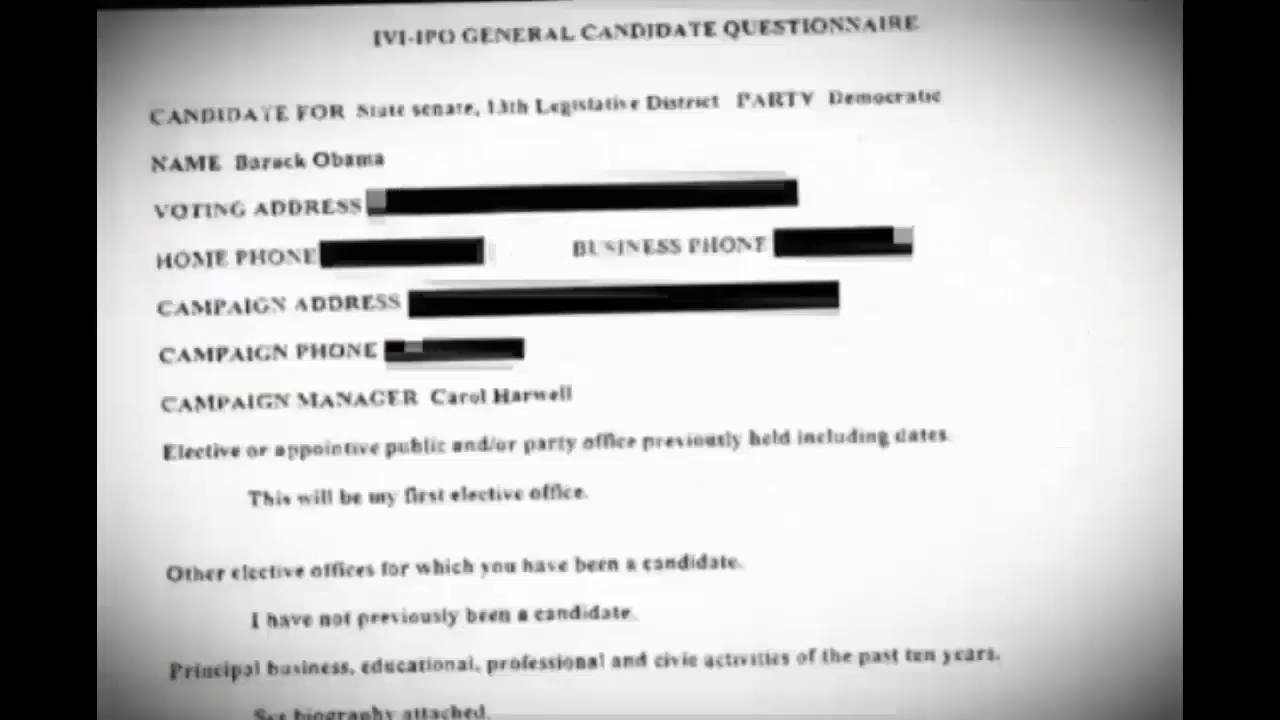 IVI-IPO GENERAL CANDIDATE QUESTIONNAIRE
CANDIDATE FOR State senate, 13th Legislative District PARTY Democratic
NAME Barack Obama
VOTING ADDRESS
HOME PHONE BUSINESS PHONE
CAMPAIGN ADDRESS
CAMPAIGN PHONE
CAMPAIGN MANAGER Carol Harwell
Elective or appointive public and/or party office previously held including dates.
This will be my first elective office.
Other elective offices for which you have been a candidate.
I have not previously been a candidate.
Principal business, educational, professional and civic activities of the past ten years.
See biography attached.